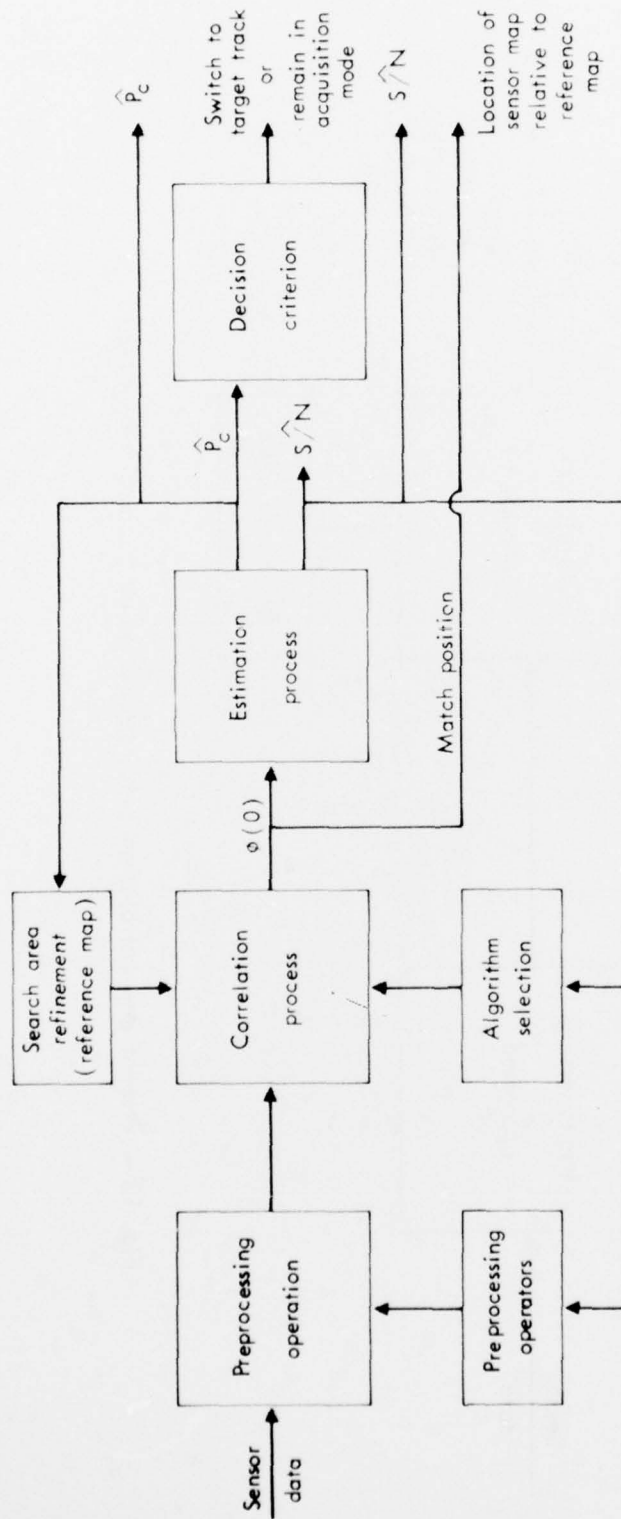 Sensor
data
Preprocessing
operation
Preprocessing
operators
Search area
refinement
(reference map)
Correlation
process
Algorithm
selection
φ(0)
Match position
Estimation
process
P̂c
S/̂N
Decision
criterion
P̂c
Switch to
target track
or
remain in
acquisition
mode
S/̂N
Location of
sensor map
relative to
reference
map